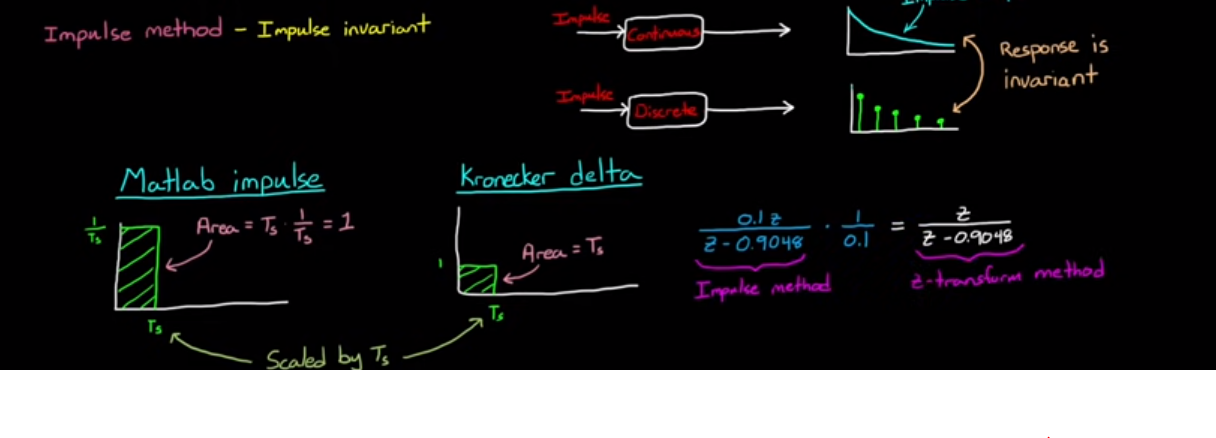 Impulse method - Impulse invariant
Impulse
Continuous
Response is
invariant
Impulse
Discrete
Matlab impulse
1/Ts
Area = Ts · 1/Ts = 1
Ts
Kronecker delta
1
Area = Ts
Ts
Scaled by Ts
0.1z / z - 0.9048 · 1 / 0.1 = z / z - 0.9048
Impulse method
z-transform method